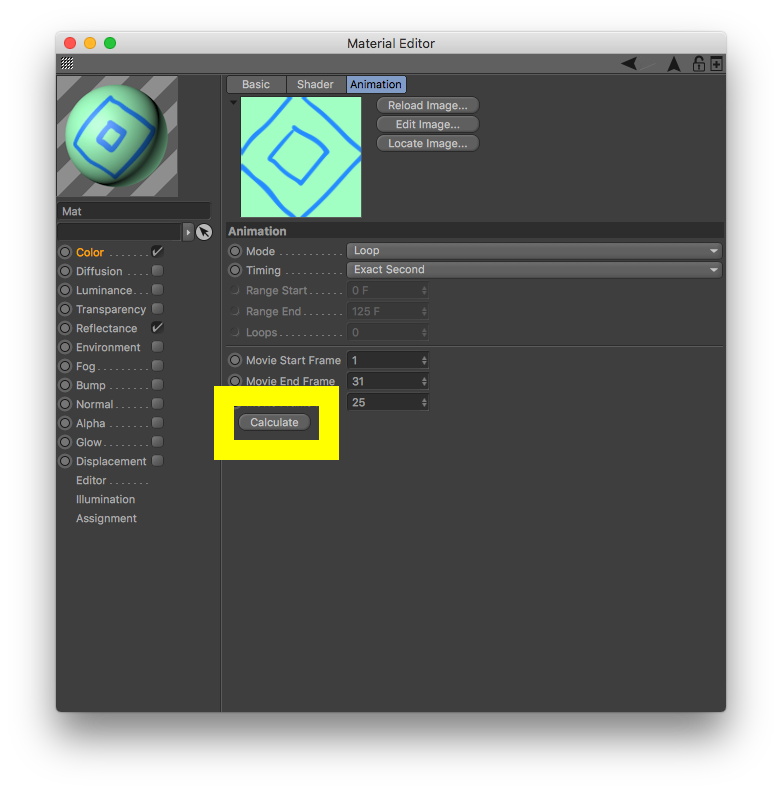 Material Editor
Basic Shader Animation
Reload Image...
Edit Image...
Locate Image...
Mat
Color . . . . . . .
Diffusion . . . .
Luminance . . .
Transparency
Reflectance
Environment
Fog . . . . . . . .
Bump . . . . . .
Normal . . . . .
Alpha . . . . . .
Glow . . . . . . .
Displacement
Editor . . . . . . .
Illumination
Assignment
Animation
Mode . . . . . . . . . . Loop
Timing . . . . . . . . . Exact Second
Range Start . . . . . . 0 F
Range End . . . . . . . 125 F
Loops . . . . . . . . . . 0
Movie Start Frame 1
Movie End Frame 31
25
Calculate